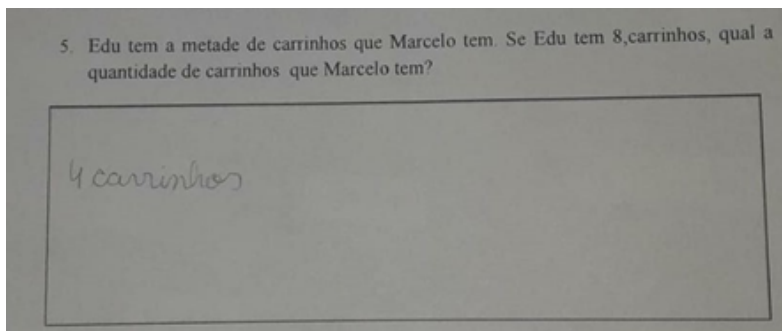 5. Edu tem a metade de carrinhos que Marcelo tem. Se Edu tem 8,carrinhos, qual a
quantidade de carrinhos que Marcelo tem?
4 carrinhos